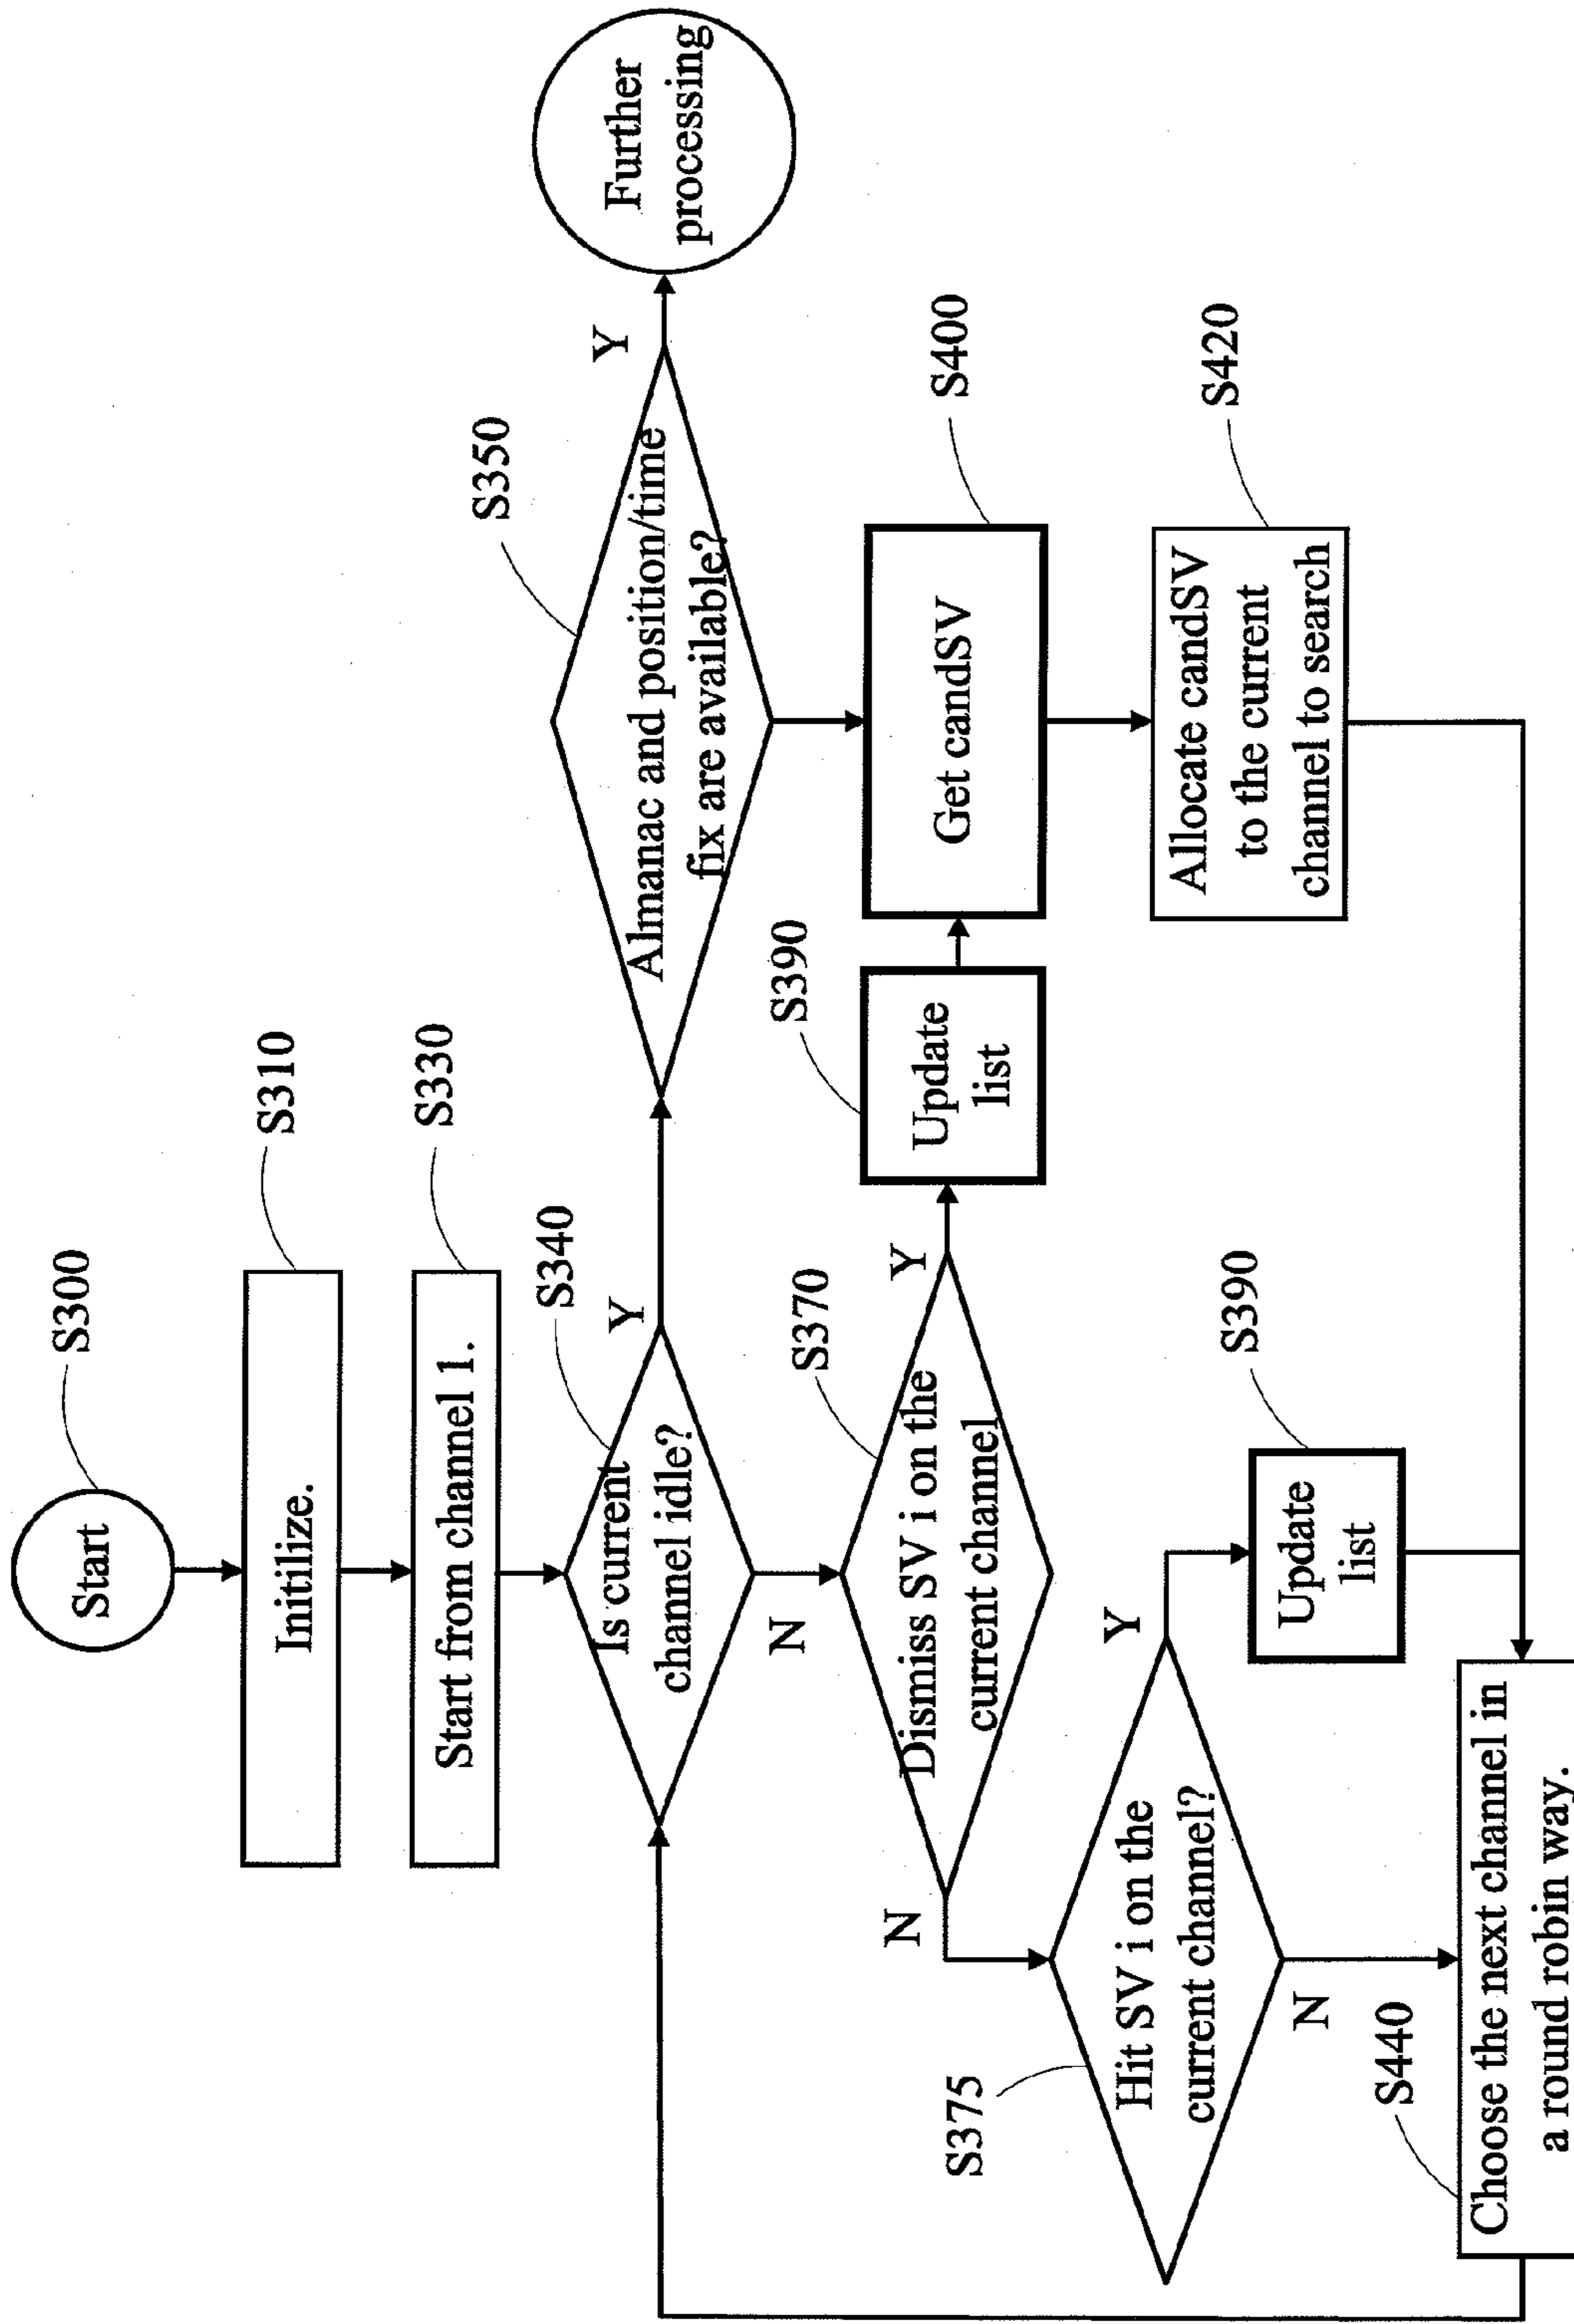 Start
S300
Initilize.
S310
Start from channel 1.
S330
Is current
channel idle?
S340
Y
N
Almanac and position/time
fix are available?
S350
Y
Further
processing
Dismiss SV i on the
current channel
S370
Y
N
Update
list
S390
Get candSV
S400
Allocate candSV
to the current
channel to search
S420
Hit SV i on the
current channel?
S375
Y
N
Update
list
S390
Choose the next channel in
a round robin way.
S440